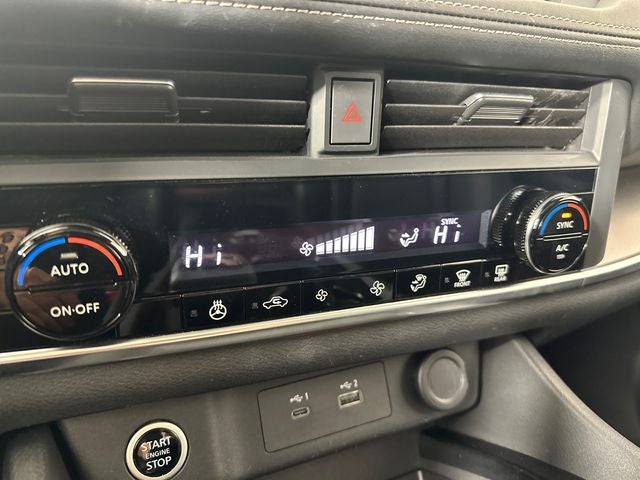 Hi
SYNC
Hi
AUTO
ON·OFF
SYNC
A/C
FRONT
REAR
1
2
START
ENGINE
STOP